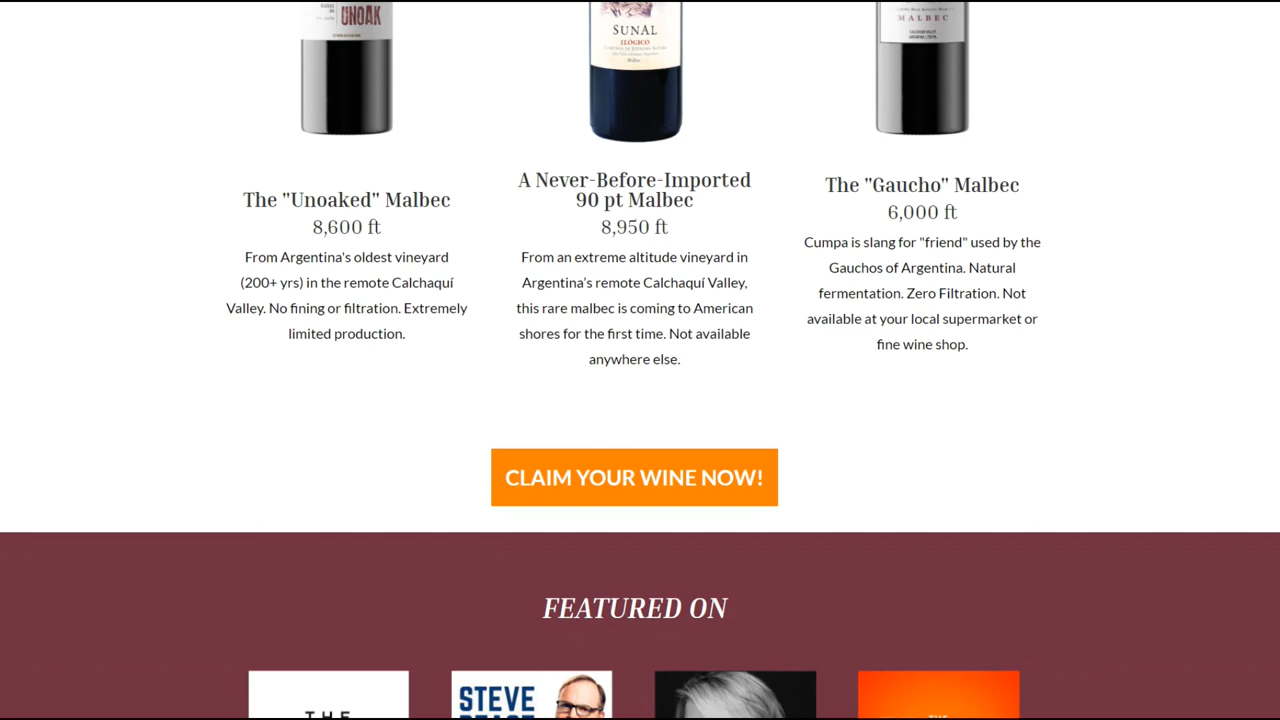 UNOAK
SUNAL
ILÓGICO
Malbec
MALBEC
The "Unoaked" Malbec
8,600 ft
From Argentina's oldest vineyard
(200+ yrs) in the remote Calchaquí
Valley. No fining or filtration. Extremely
limited production.
A Never-Before-Imported
90 pt Malbec
8,950 ft
From an extreme altitude vineyard in
Argentina's remote Calchaquí Valley,
this rare malbec is coming to American
shores for the first time. Not available
anywhere else.
The "Gaucho" Malbec
6,000 ft
Cumpa is slang for "friend" used by the
Gauchos of Argentina. Natural
fermentation. Zero Filtration. Not
available at your local supermarket or
fine wine shop.
CLAIM YOUR WINE NOW!
FEATURED ON
THE
STEVE
THE